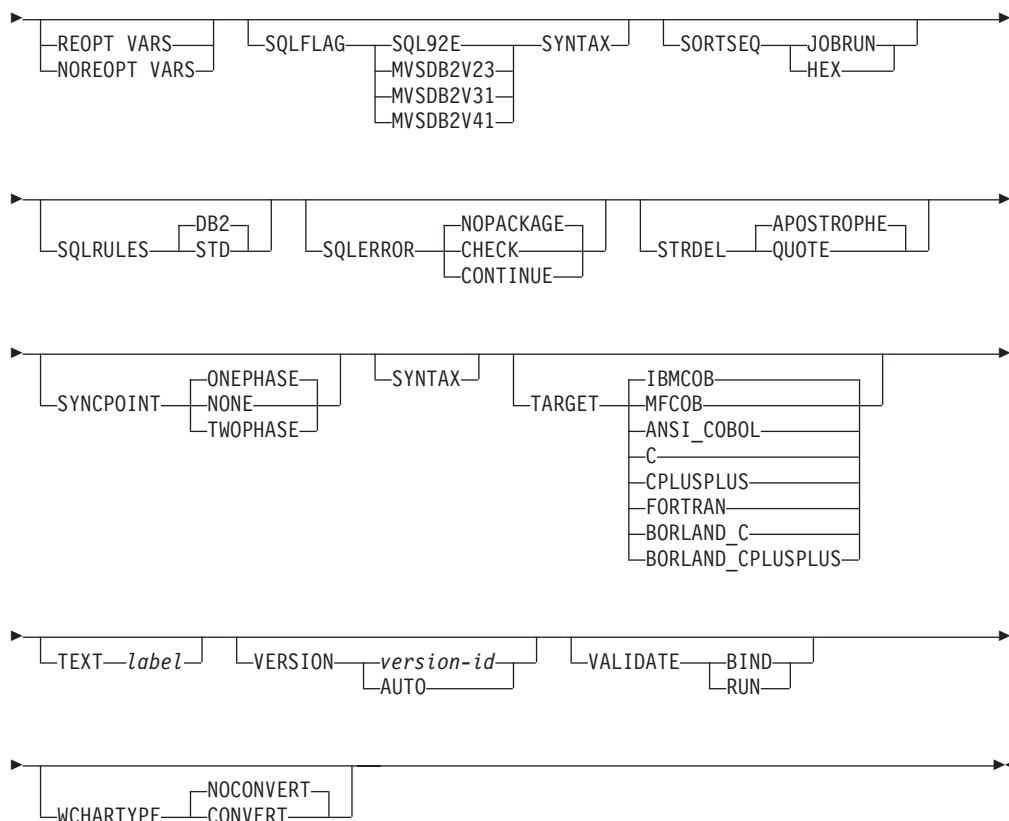 REOPT VARS SQLFLAG SQL92E SYNTAX SORTSEQ JOBRUN
NOREOPT VARS MVSDB2V23 HEX
MVSDB2V31
MVSDB2V41
DB2 NOPACKAGE APOSTROPHE
SQLRULES STD SQLERROR CHECK STRDEL QUOTE
CONTINUE
ONEPHASE SYNTAX IBMCOB
SYNCPOINT NONE TARGET MFCOB
TWOPHASE ANSI_COBOL
C
CPLUSPLUS
FORTRAN
BORLAND_C
BORLAND_CPLUSPLUS
TEXT label VERSION version-id VALIDATE BIND
AUTO RUN
NOCONVERT
WCHARTYPE CONVERT